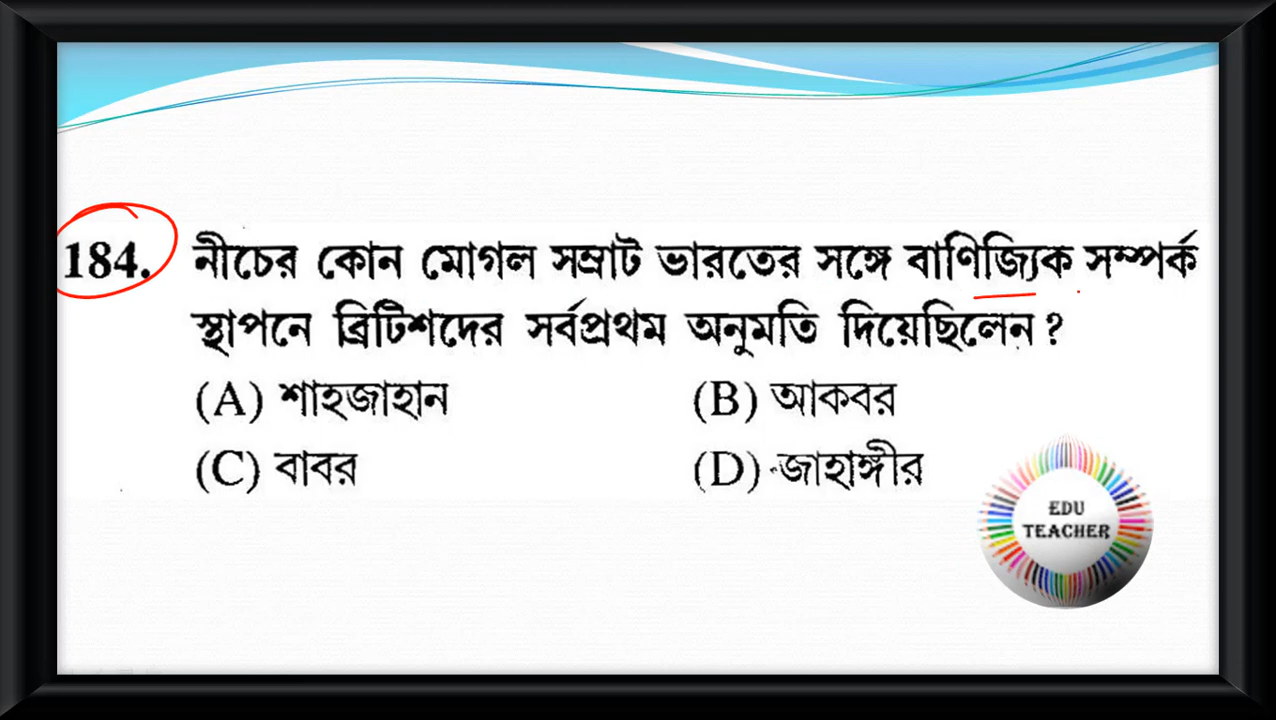 184. নীচের কোন মোগল সম্রাট ভারতের সঙ্গে বাণিজ্যিক সম্পর্ক
স্থাপনে ব্রিটিশদের সর্বপ্রথম অনুমতি দিয়েছিলেন ?
(A) শাহজাহান (B) আকবর
(C) বাবর (D) জাহাঙ্গীর
EDU
TEACHER